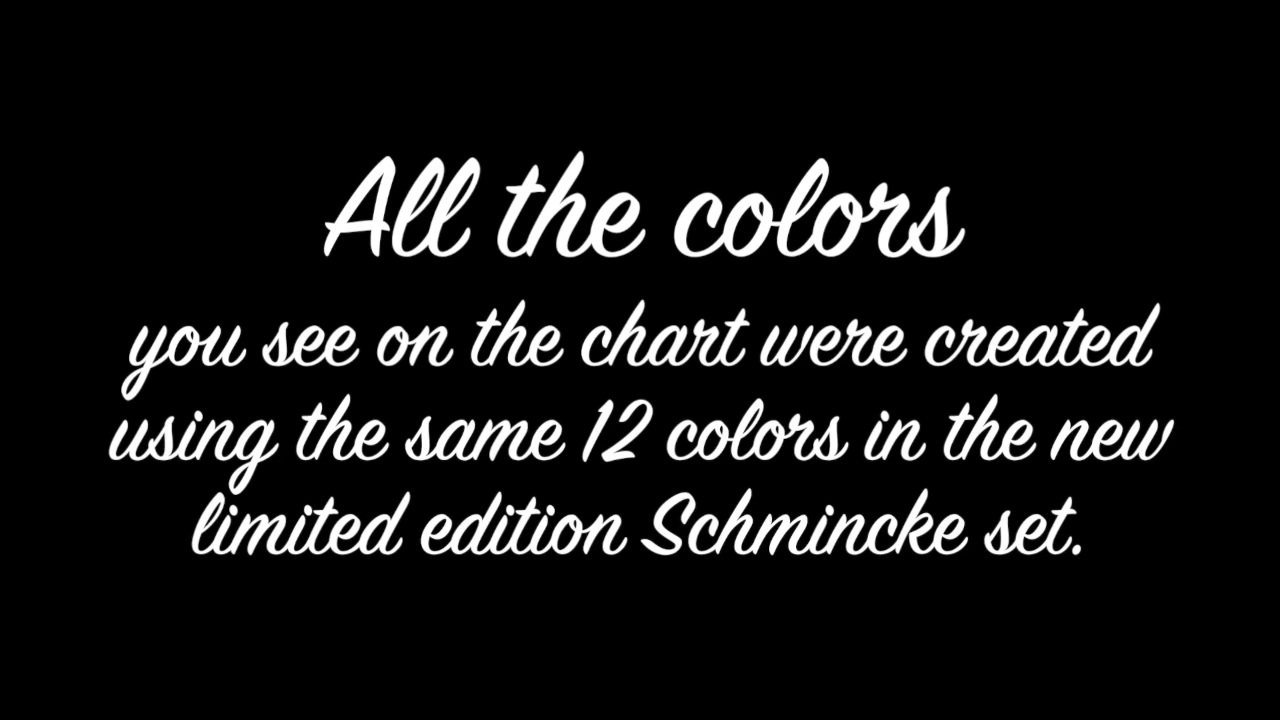 All the colors
you see on the chart were created
using the same 12 colors in the new
limited edition Schmincke set.